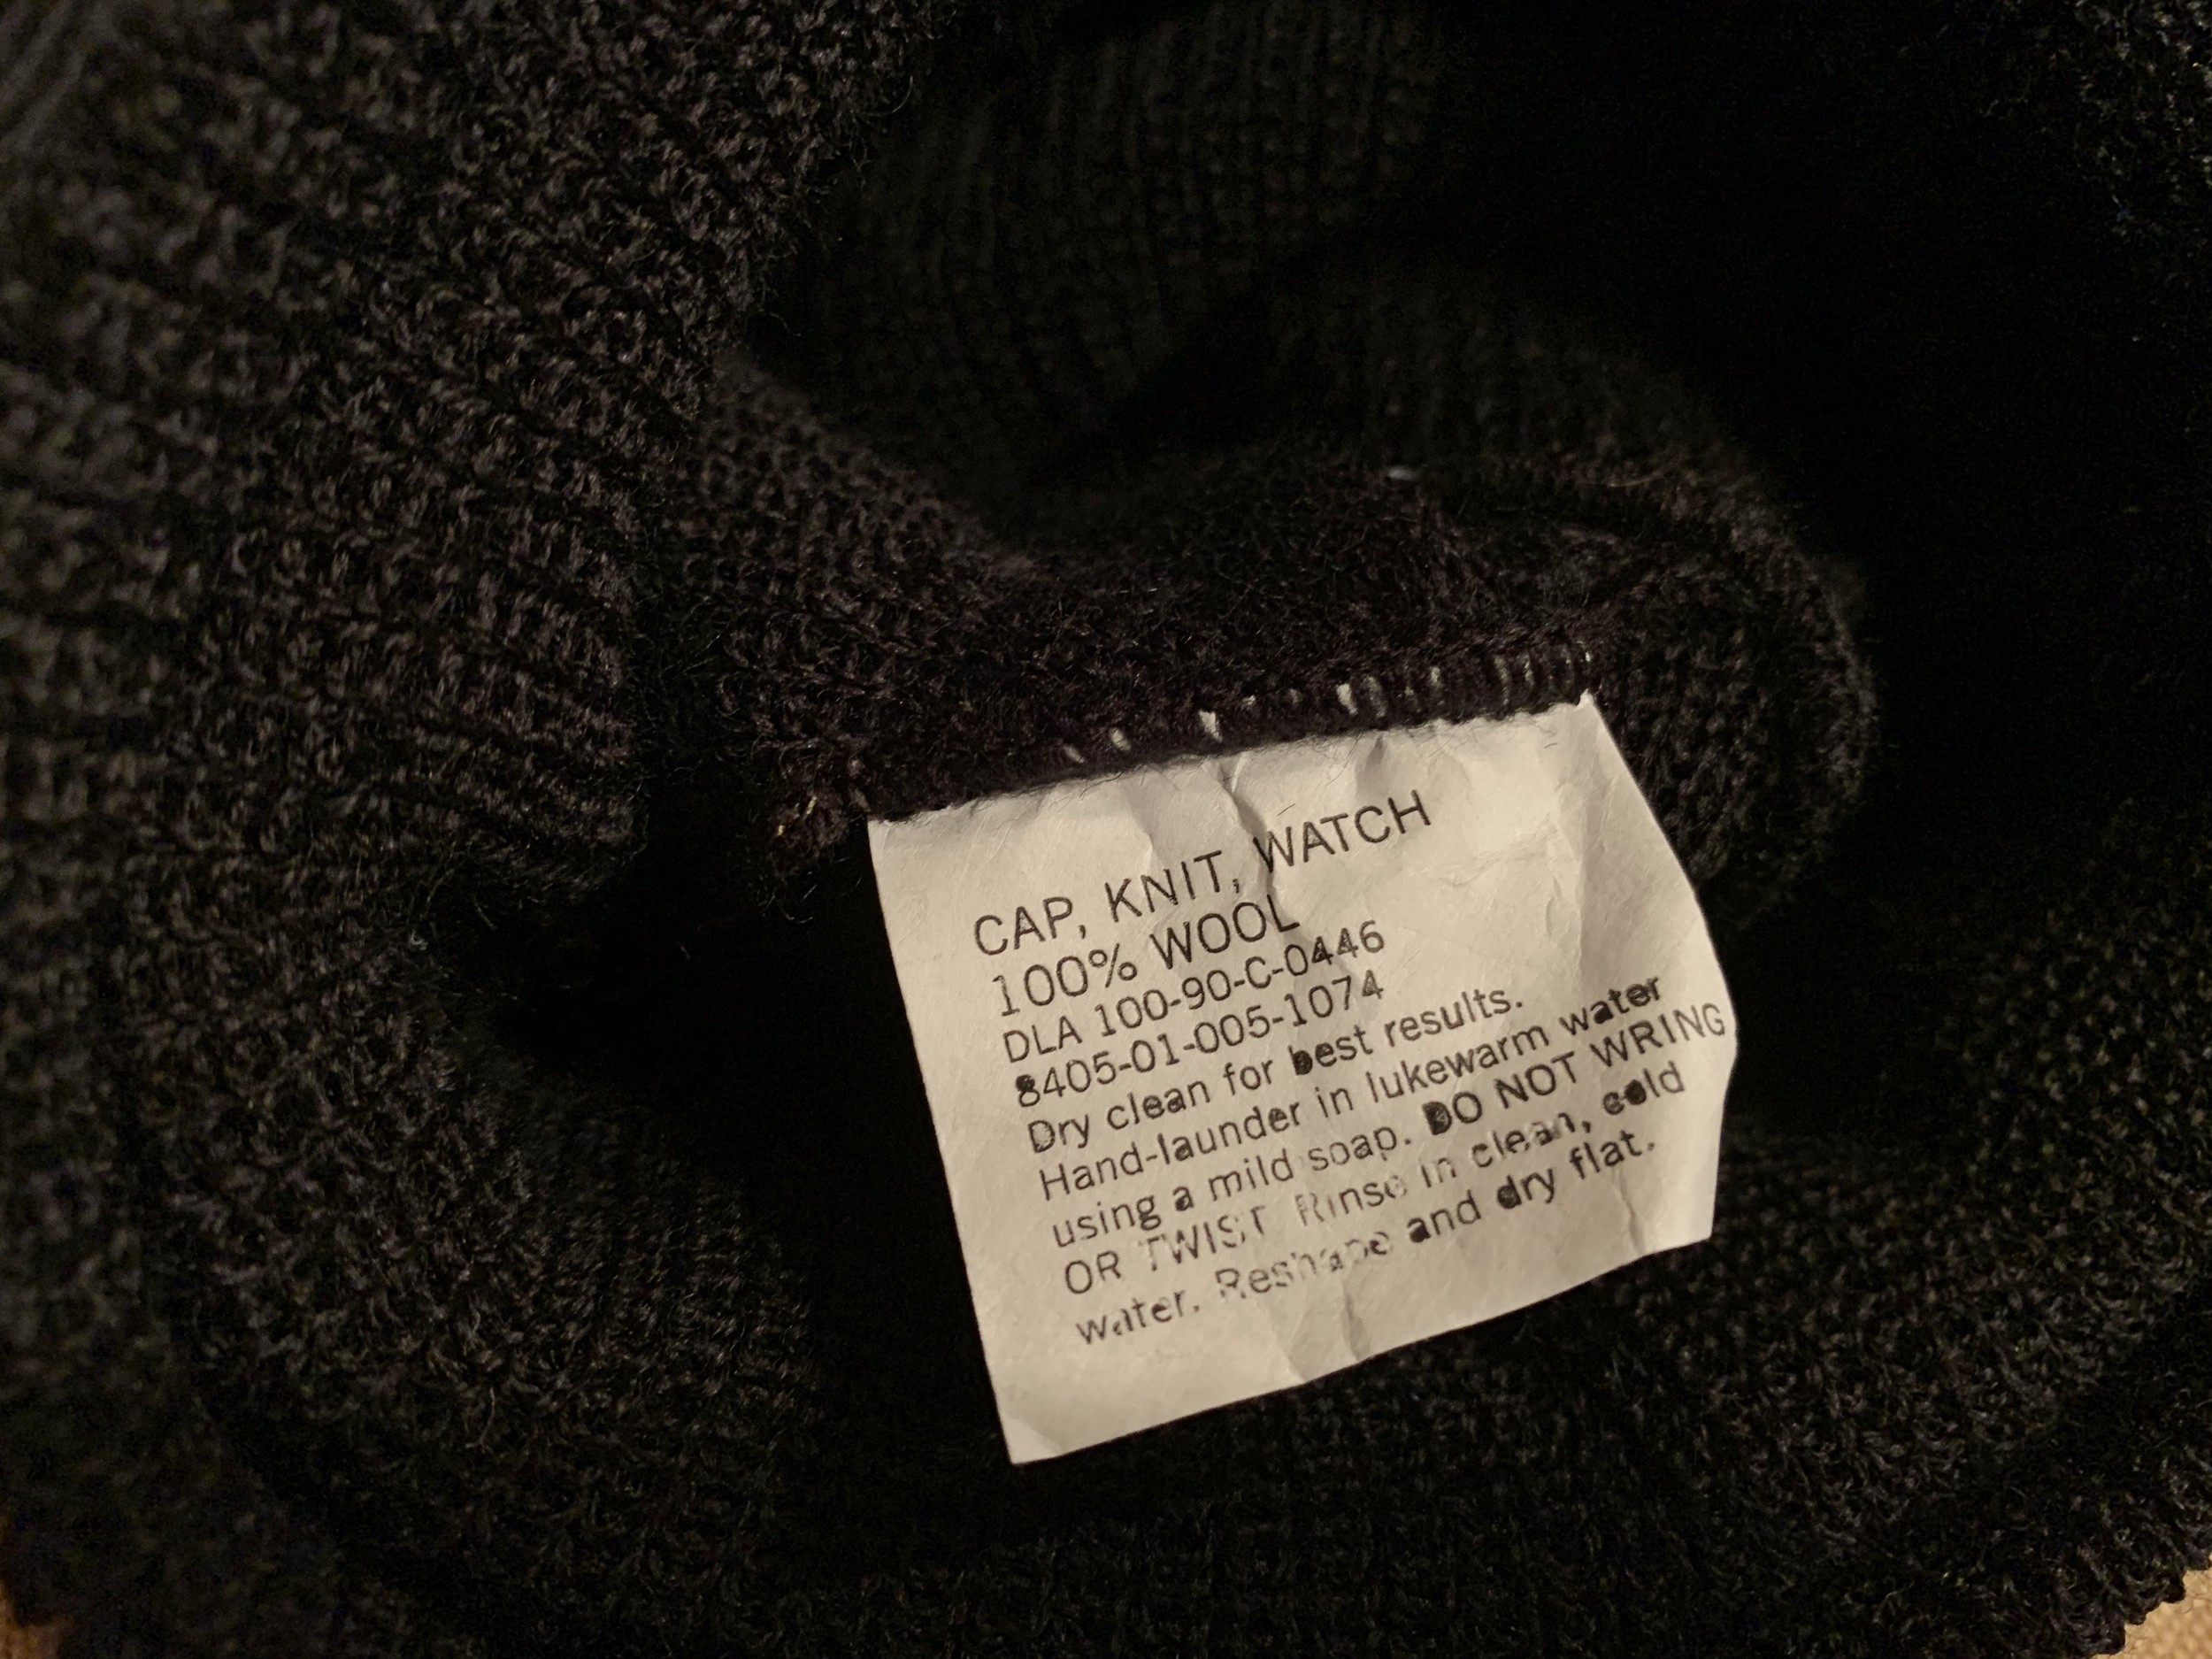 CAP, KNIT, WATCH
100% WOOL
DLA 100-90-C-0446
8405-01-005-1074
Dry clean for best results.
Hand-launder in lukewarm water
using a mild soap. DO NOT WRING
OR TWIST Rinse in clean, cold
water. Reshape and dry flat.